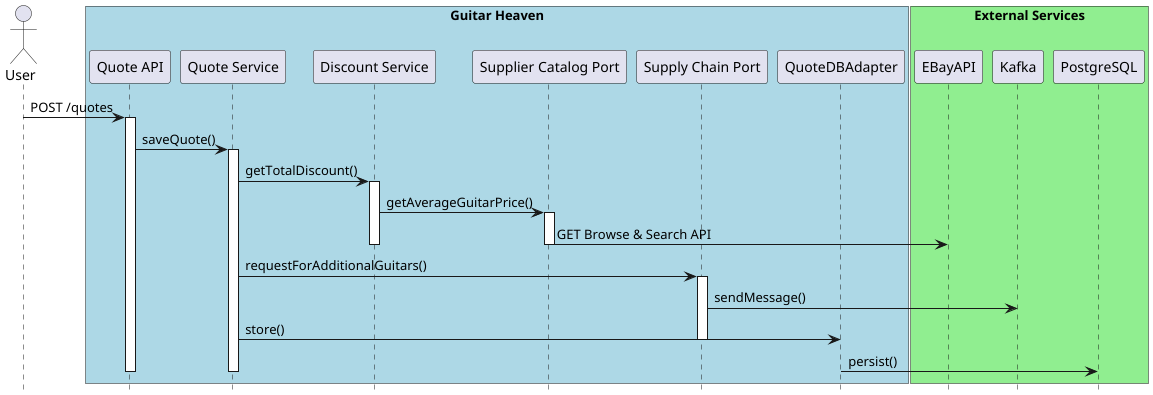 Guitar Heaven
External Services
User
Quote API
Quote Service
Discount Service
Supplier Catalog Port
Supply Chain Port
QuoteDBAdapter
EBayAPI
Kafka
PostgreSQL
POST /quotes
saveQuote()
getTotalDiscount()
getAverageGuitarPrice()
GET Browse & Search API
requestForAdditionalGuitars()
sendMessage()
store()
persist()